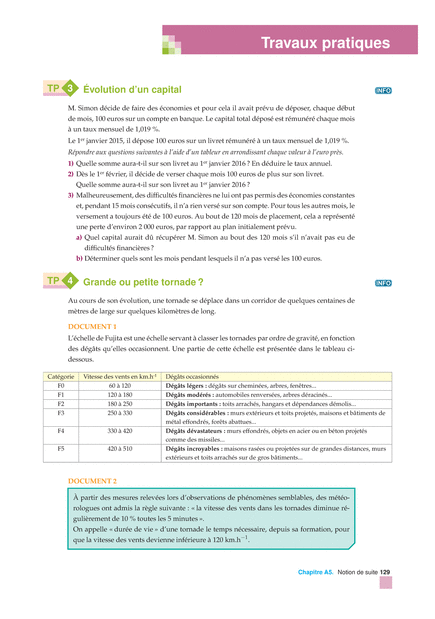 Travaux pratiques
TP 3 Évolution d'un capital
INFO
M. Simon décide de faire des économies et pour cela il avait prévu de déposer, chaque début
de mois, 100 euros sur un compte en banque. Le capital total déposé est rémunéré chaque mois
à un taux mensuel de 1,019 %.
Le 1er janvier 2015, il dépose 100 euros sur un livret rémunéré à un taux mensuel de 1,019 %.
Répondre aux questions suivantes à l'aide d'un tableur en arrondissant chaque valeur à l'euro près.
1) Quelle somme aura-t-il sur son livret au 1er janvier 2016 ? En déduire le taux annuel.
2) Dès le 1er février, il décide de verser chaque mois 100 euros de plus sur son livret.
Quelle somme aura-t-il sur son livret au 1er janvier 2016 ?
3) Malheureusement, des difficultés financières ne lui ont pas permis des économies constantes
et, pendant 15 mois consécutifs, il n'a rien versé sur son compte. Pour tous les autres mois, le
versement a toujours été de 100 euros. Au bout de 120 mois de placement, cela a représenté
une perte d'environ 2 000 euros, par rapport au plan initialement prévu.
a) Quel capital aurait dû récupérer M. Simon au bout des 120 mois s'il n'avait pas eu de
difficultés financières ?
b) Déterminer quels sont les mois pendant lesquels il n'a pas versé les 100 euros.
TP 4 Grande ou petite tornade ?
INFO
Au cours de son évolution, une tornade se déplace dans un corridor de quelques centaines de
mètres de large sur quelques kilomètres de long.
DOCUMENT 1
L'échelle de Fujita est une échelle servant à classer les tornades par ordre de gravité, en fonction
des dégâts qu'elles occasionnent. Une partie de cette échelle est présentée dans le tableau ci-
dessous.
Catégorie Vitesse des vents en km.h-1 Dégâts occasionnés
F0 60 à 120 Dégâts légers : dégâts sur cheminées, arbres, fenêtres...
F1 120 à 180 Dégâts modérés : automobiles renversées, arbres déracinés...
F2 180 à 250 Dégâts importants : toits arrachés, hangars et dépendances démolis...
F3 250 à 330 Dégâts considérables : murs extérieurs et toits projetés, maisons et bâtiments de
métal effondrés, forêts abattues...
F4 330 à 420 Dégâts dévastateurs : murs effondrés, objets en acier ou en béton projetés
comme des missiles...
F5 420 à 510 Dégâts incroyables : maisons rasées ou projetées sur de grandes distances, murs
extérieurs et toits arrachés sur de gros bâtiments...
DOCUMENT 2
À partir des mesures relevées lors d'observations de phénomènes semblables, des météo-
rologues ont admis la règle suivante : « la vitesse des vents dans les tornades diminue ré-
gulièrement de 10 % toutes les 5 minutes ».
On appelle « durée de vie » d'une tornade le temps nécessaire, depuis sa formation, pour
que la vitesse des vents devienne inférieure à 120 km.h−1.
Chapitre A5. Notion de suite 129